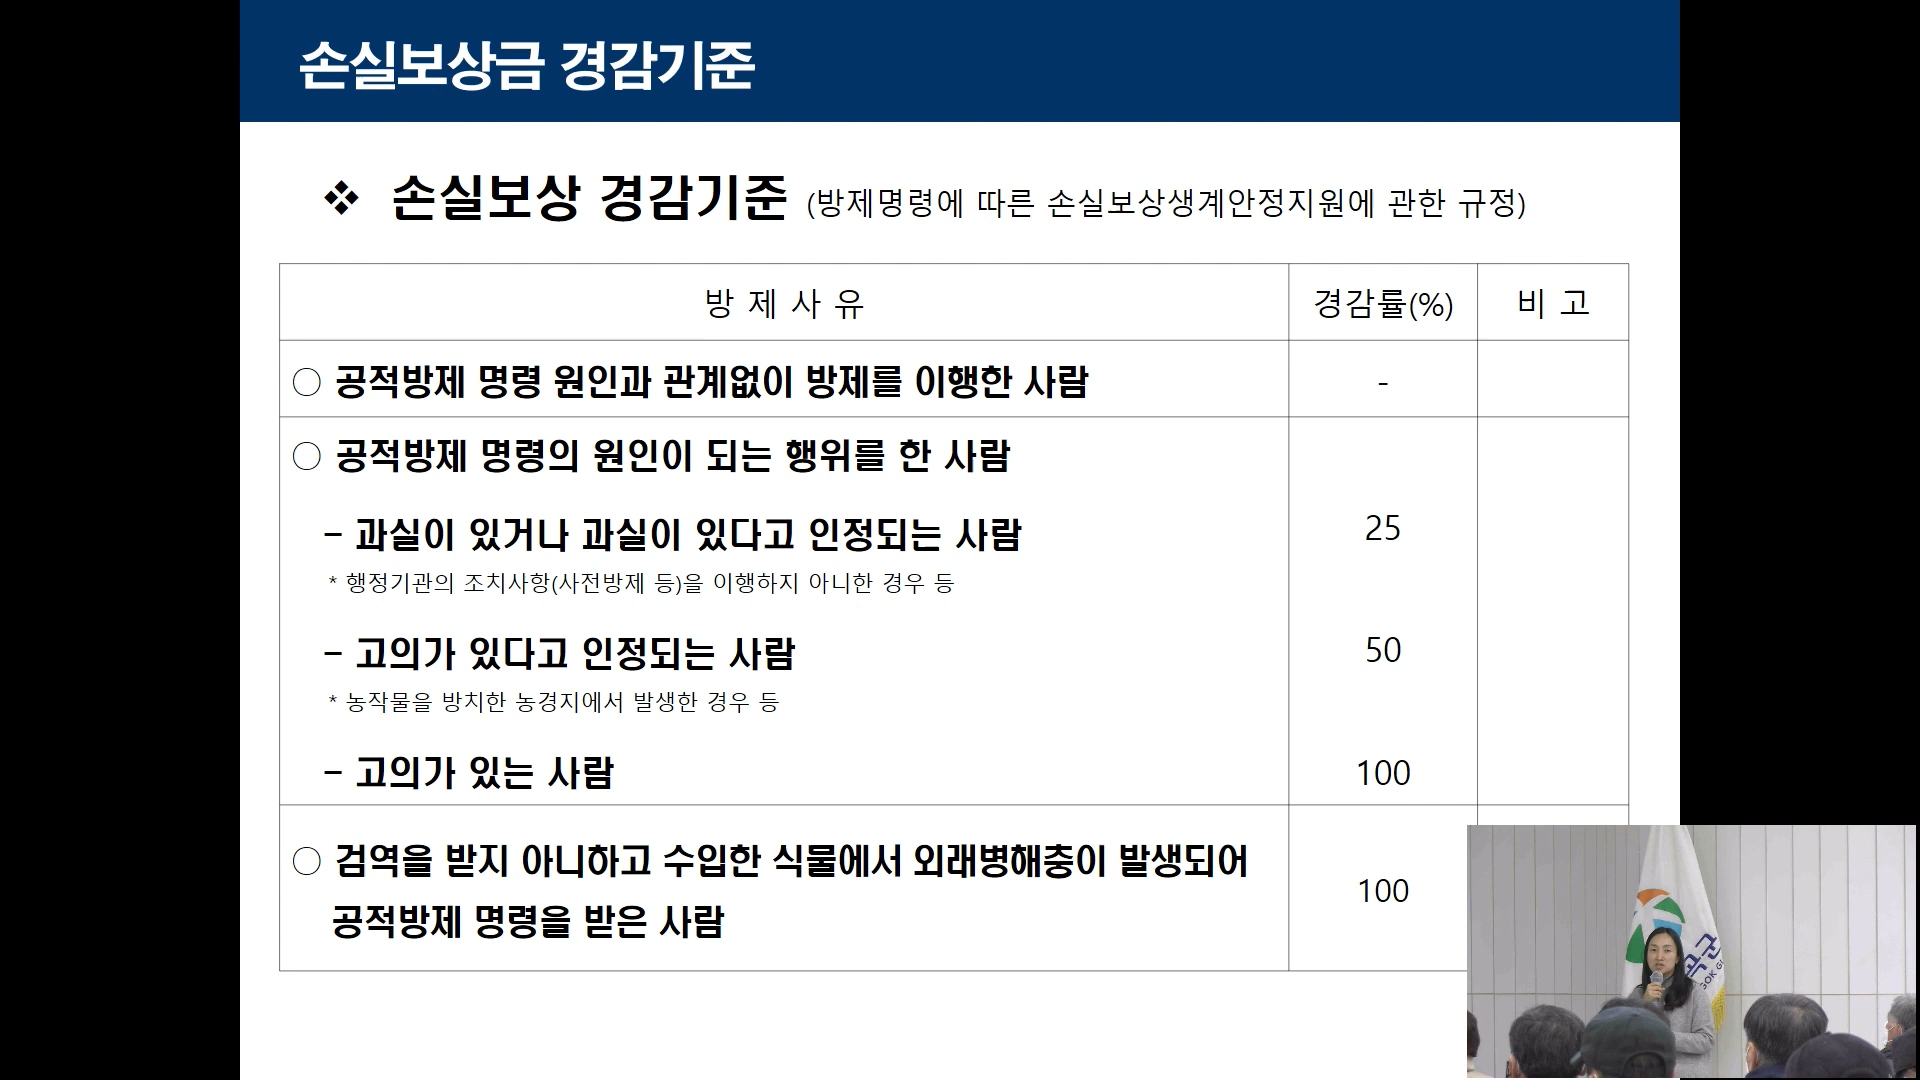 손실보상금 경감기준
❖ 손실보상 경감기준 (방제명령에 따른 손실보상생계안정지원에 관한 규정)
방 제 사 유 경감률(%) 비 고
○ 공적방제 명령 원인과 관계없이 방제를 이행한 사람 -
○ 공적방제 명령의 원인이 되는 행위를 한 사람
- 과실이 있거나 과실이 있다고 인정되는 사람 25
* 행정기관의 조치사항(사전방제 등)을 이행하지 아니한 경우 등
- 고의가 있다고 인정되는 사람 50
* 농작물을 방치한 농경지에서 발생한 경우 등
- 고의가 있는 사람 100
○ 검역을 받지 아니하고 수입한 식물에서 외래병해충이 발생되어
공적방제 명령을 받은 사람 100
곡군